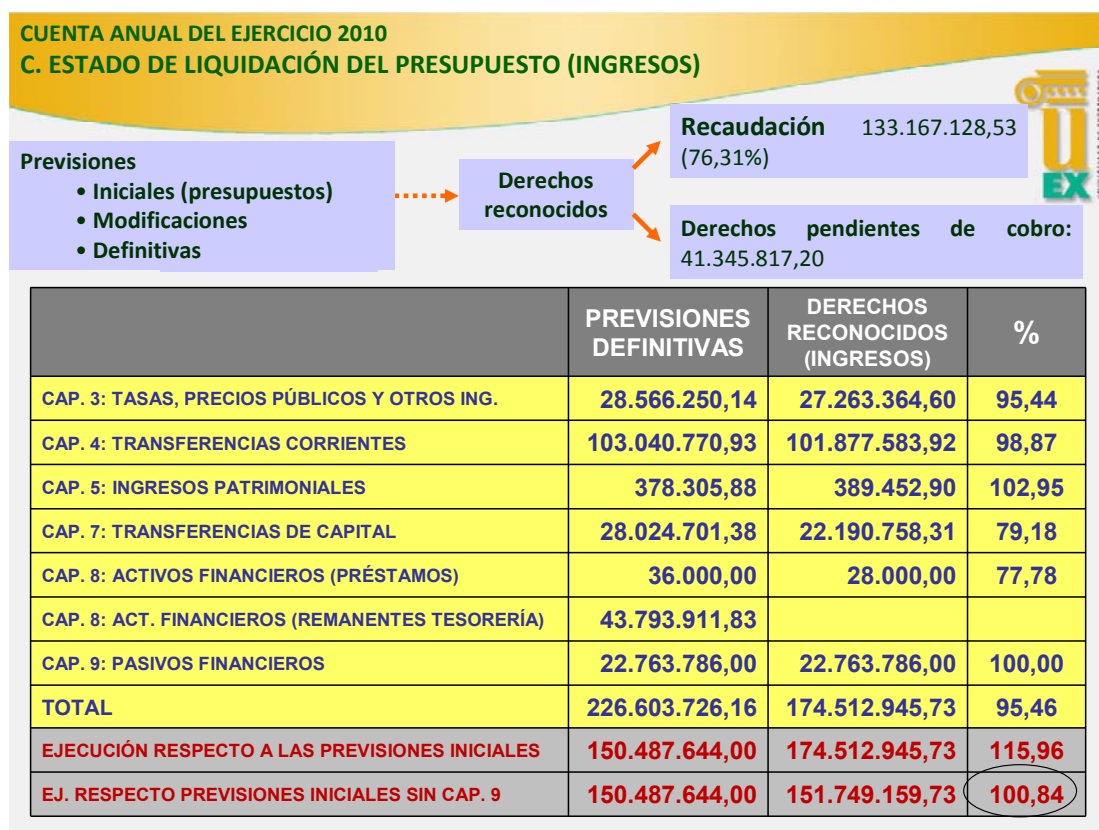 CUENTA ANUAL DEL EJERCICIO 2010
C. ESTADO DE LIQUIDACIÓN DEL PRESUPUESTO (INGRESOS)
Previsiones
• Iniciales (presupuestos)
• Modificaciones
• Definitivas
Derechos
reconocidos
Recaudación 133.167.128,53
(76,31%)
Derechos pendientes de cobro:
41.345.817,20
UEX
PREVISIONES DEFINITIVAS
DERECHOS RECONOCIDOS (INGRESOS)
%
CAP. 3: TASAS, PRECIOS PÚBLICOS Y OTROS ING. 28.566.250,14 27.263.364,60 95,44
CAP. 4: TRANSFERENCIAS CORRIENTES 103.040.770,93 101.877.583,92 98,87
CAP. 5: INGRESOS PATRIMONIALES 378.305,88 389.452,90 102,95
CAP. 7: TRANSFERENCIAS DE CAPITAL 28.024.701,38 22.190.758,31 79,18
CAP. 8: ACTIVOS FINANCIEROS (PRÉSTAMOS) 36.000,00 28.000,00 77,78
CAP. 8: ACT. FINANCIEROS (REMANENTES TESORERÍA) 43.793.911,83
CAP. 9: PASIVOS FINANCIEROS 22.763.786,00 22.763.786,00 100,00
TOTAL 226.603.726,16 174.512.945,73 95,46
EJECUCIÓN RESPECTO A LAS PREVISIONES INICIALES 150.487.644,00 174.512.945,73 115,96
EJ. RESPECTO PREVISIONES INICIALES SIN CAP. 9 150.487.644,00 151.749.159,73 100,84